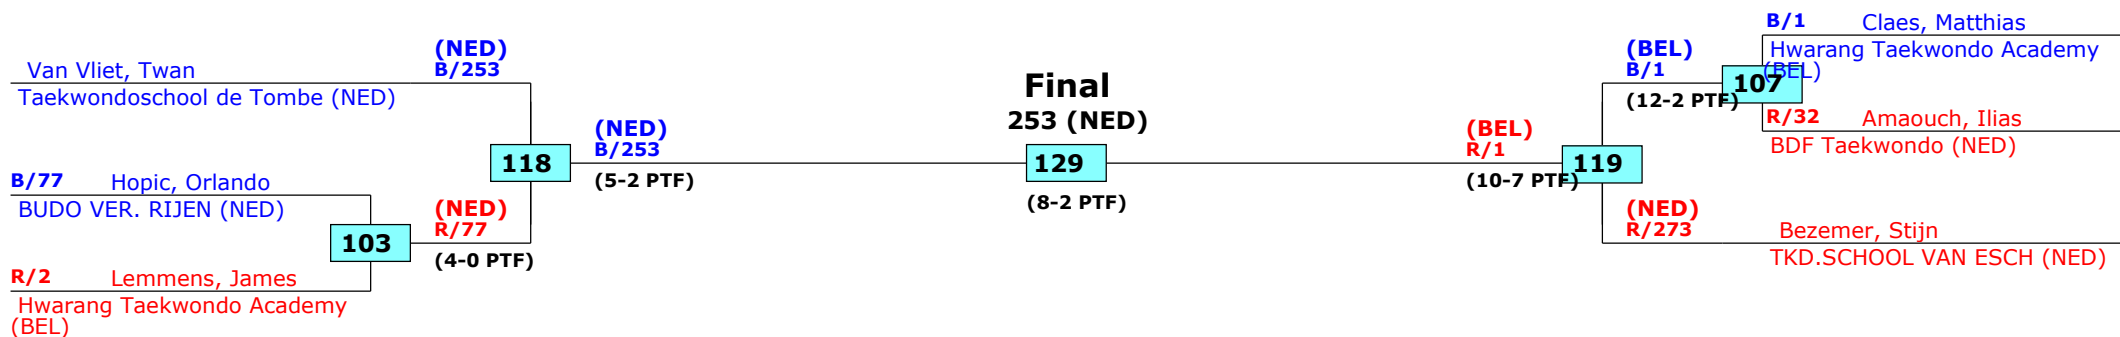 Van Vliet, Twan
Taekwondoschool de Tombe (NED)
(NED)
B/253
B/77 Hopic, Orlando
BUDO VER. RIJEN (NED)
103
R/2 Lemmens, James
Hwarang Taekwondo Academy
(BEL)
(NED)
R/77
(4-0 PTF)
118
(NED)
B/253
(5-2 PTF)
Final
253 (NED)
129
(8-2 PTF)
(BEL)
R/1
(10-7 PTF)
119
(BEL)
B/1
(12-2 PTF)
107
B/1 Claes, Matthias
Hwarang Taekwondo Academy
(BEL)
R/32 Amaouch, Ilias
BDF Taekwondo (NED)
(NED)
R/273
Bezemer, Stijn
TKD.SCHOOL VAN ESCH (NED)